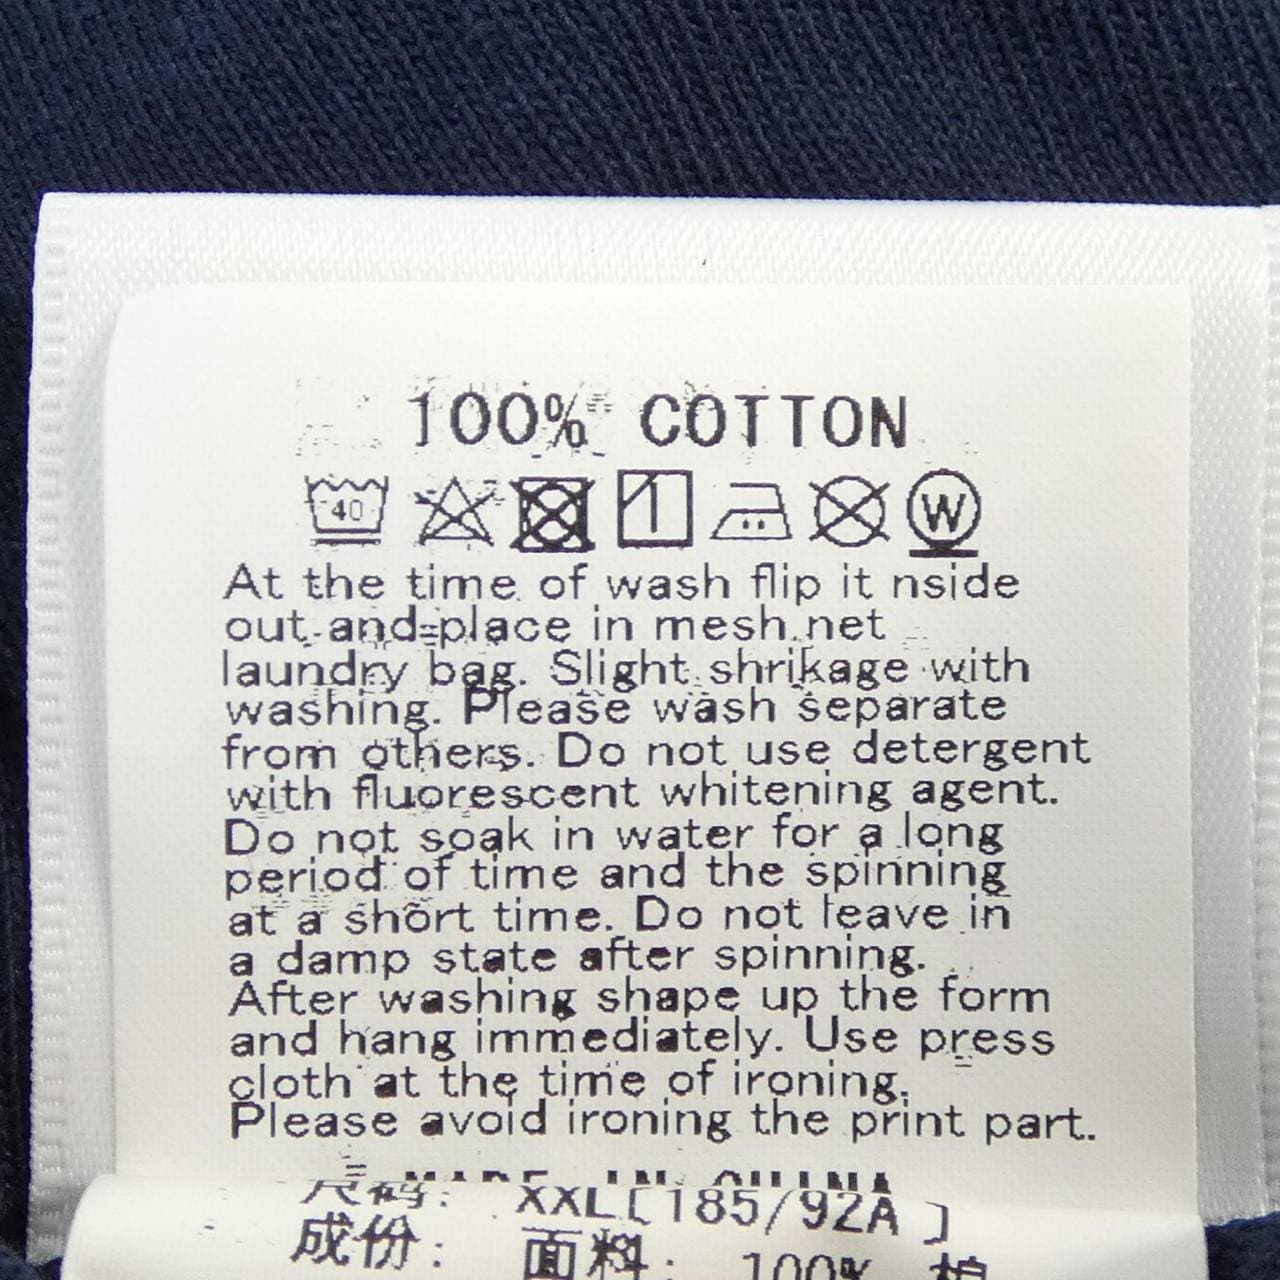 100% COTTON
40 W
At the time of wash flip it nside
out and place in mesh net
laundry bag. Slight shrikage with
washing. Please wash separate
from others. Do not use detergent
with fluorescent whitening agent.
Do not soak in water for a long
period of time and the spinning
at a short time. Do not leave in
a damp state after spinning.
After washing shape up the form
and hang immediately. Use press
cloth at the time of ironing.
Please avoid ironing the print part.
MADE IN CHINA
尺码: XXL[185/92A]
成份: 面料: 100% 棉